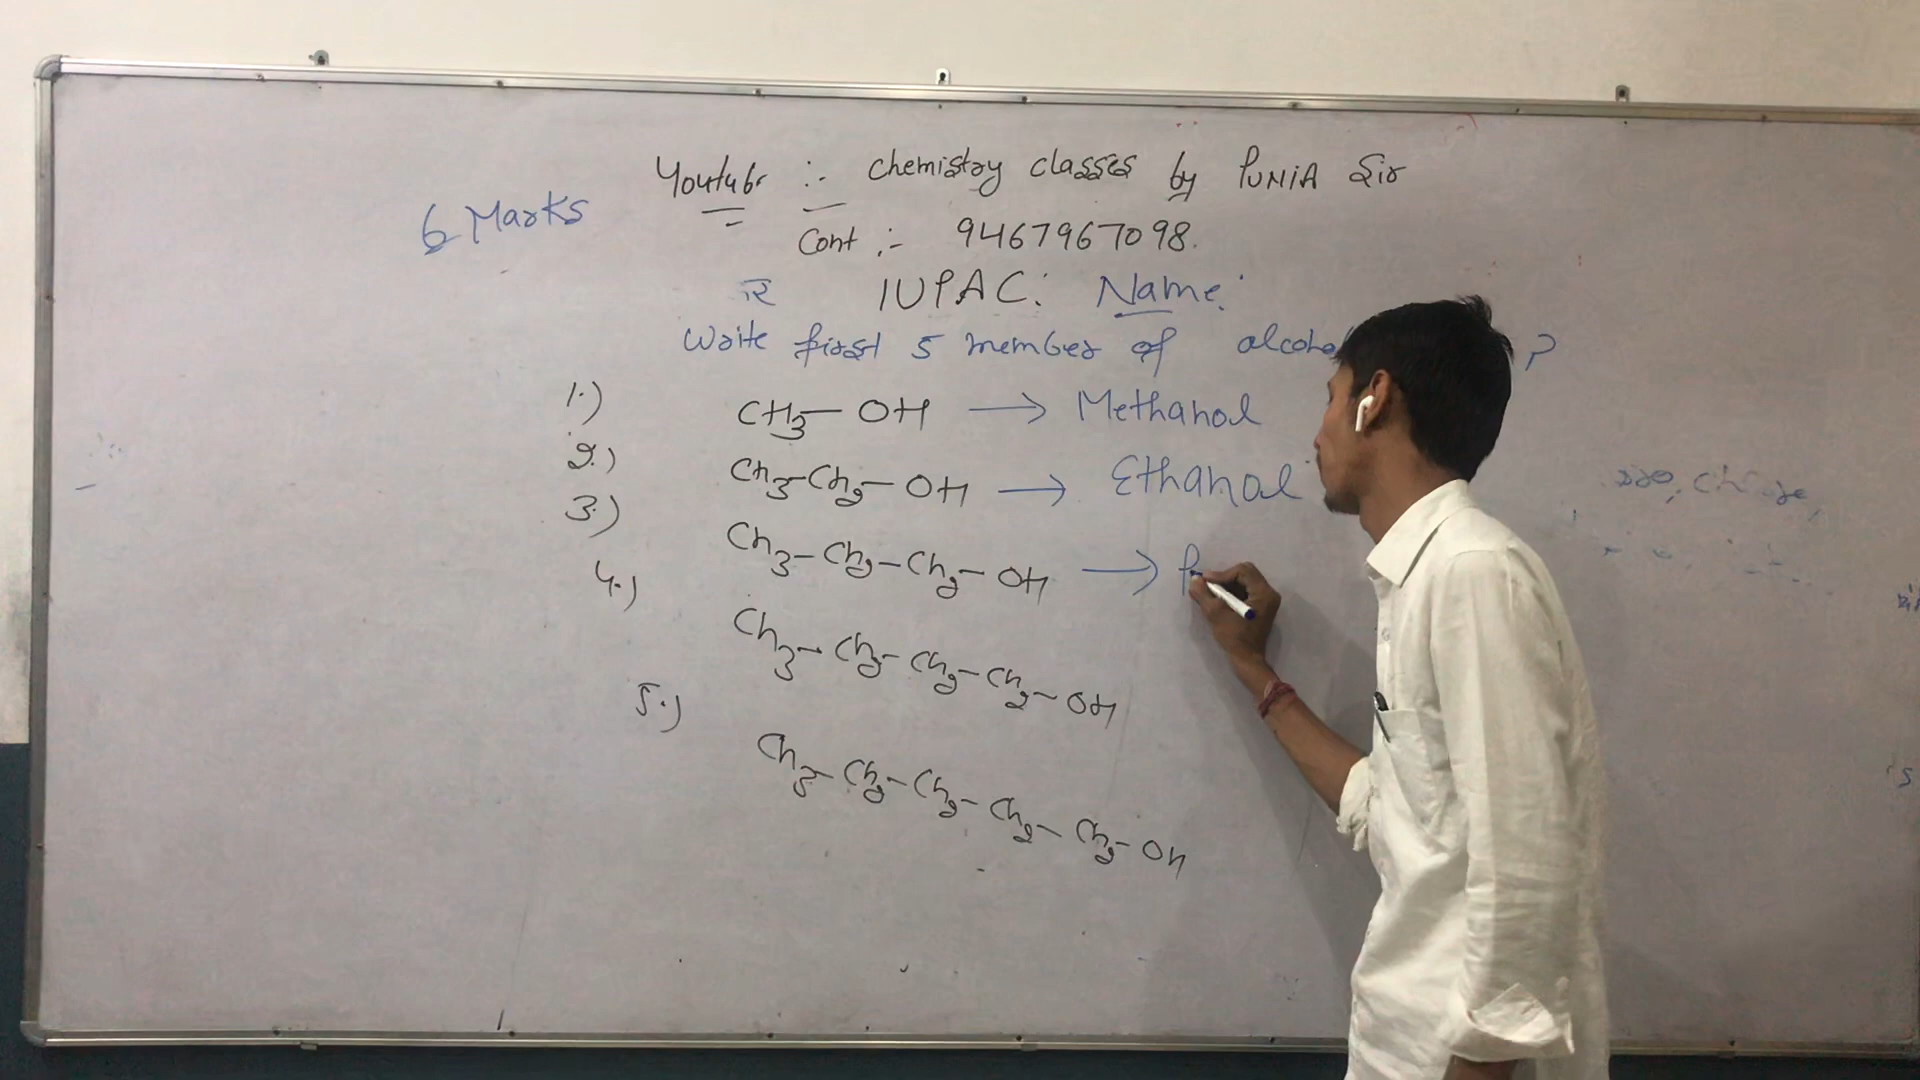 Youtube :- chemistry classes by PUNIA Sir
6 Marks
Cont :- 9467967098.
IUPAC: Name:
Write first 5 member of alcoho ?
1.) CH3-OH → Methanol
2.) CH3-CH2-OH → Ethanol
3.) CH3-CH2-CH2-OH → P
4.) CH3-CH2-CH2-CH2-OH
5.) CH3-CH2-CH2-CH2-CH2-OH